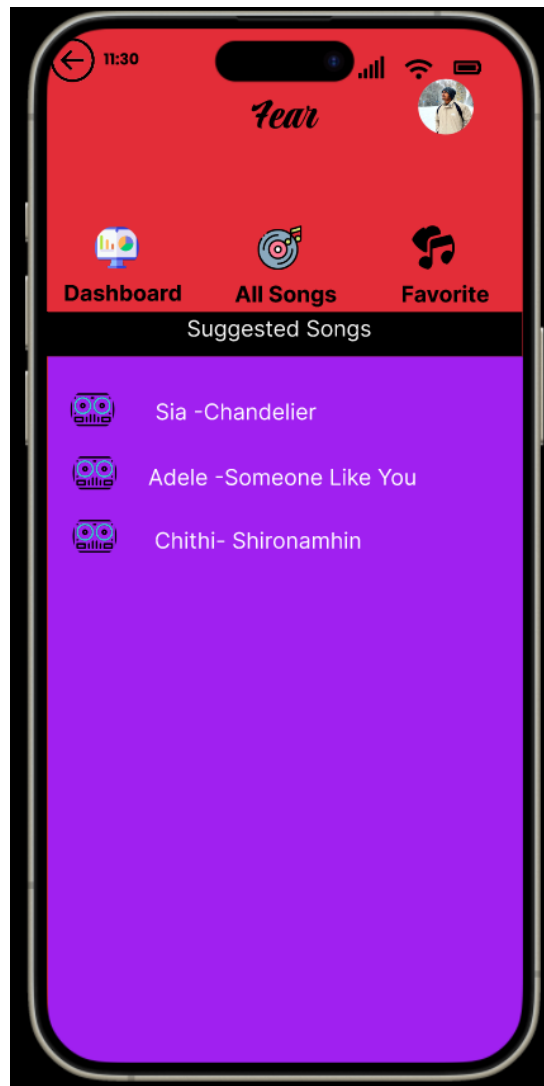 11:30
Fear
Dashboard All Songs Favorite
Suggested Songs
Sia -Chandelier
Adele -Someone Like You
Chithi- Shironamhin